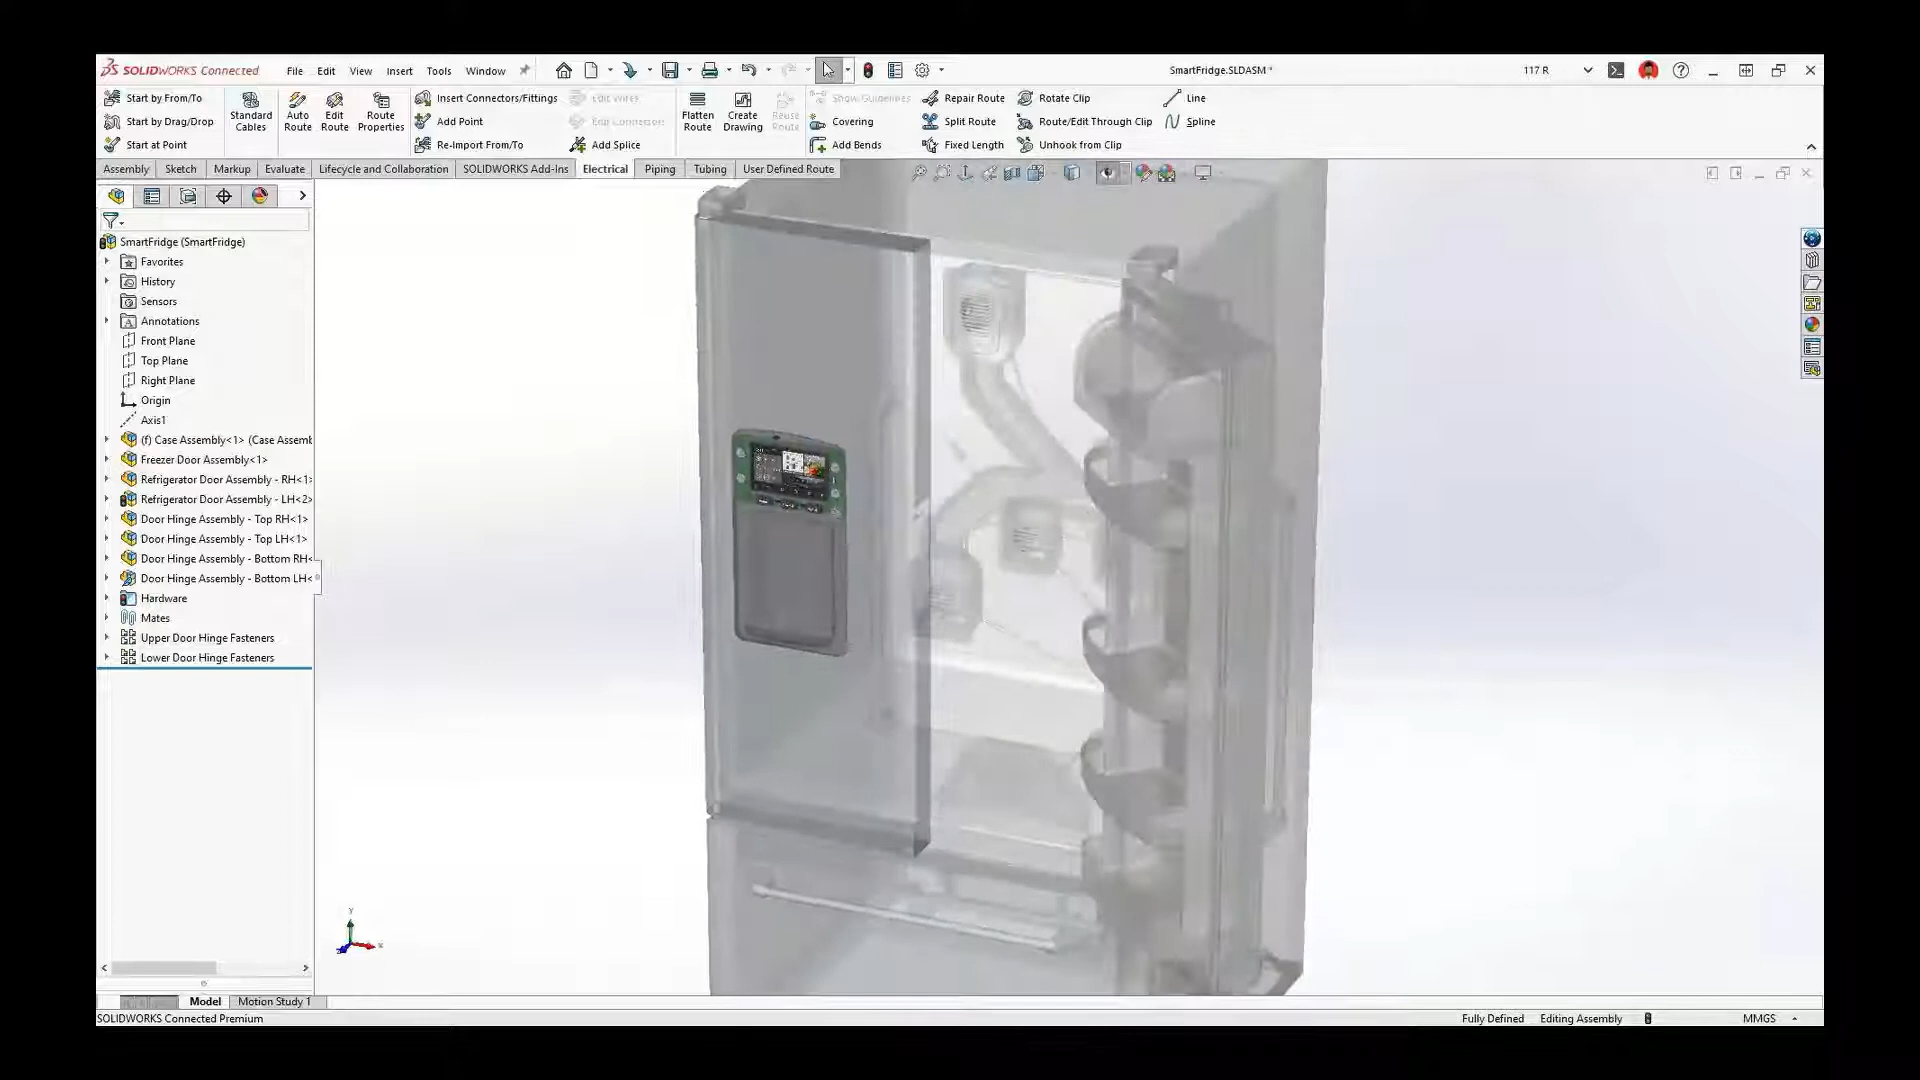 SOLIDWORKS Connected
File Edit View Insert Tools Window
SmartFridge.SLDASM *
117 R
Start by From/To
Start by Drag/Drop
Start at Point
Standard Cables
Auto Route
Edit Route
Route Properties
Insert Connectors/Fittings
Add Point
Re-Import From/To
Edit Wires
Edit Connectors
Add Splice
Flatten Route
Create Drawing
Reuse Route
Show Guidelines
Covering
Add Bends
Repair Route
Split Route
Fixed Length
Rotate Clip
Route/Edit Through Clip
Unhook from Clip
Line
Spline
Assembly Sketch Markup Evaluate Lifecycle and Collaboration SOLIDWORKS Add-Ins Electrical Piping Tubing User Defined Route
SmartFridge (SmartFridge)
Favorites
History
Sensors
Annotations
Front Plane
Top Plane
Right Plane
Origin
Axis1
(f) Case Assembly<1> (Case Assemb
Freezer Door Assembly<1>
Refrigerator Door Assembly - RH<1>
Refrigerator Door Assembly - LH<2>
Door Hinge Assembly - Top RH<1>
Door Hinge Assembly - Top LH<1>
Door Hinge Assembly - Bottom RH<
Door Hinge Assembly - Bottom LH<
Hardware
Mates
Upper Door Hinge Fasteners
Lower Door Hinge Fasteners
Model Motion Study 1
SOLIDWORKS Connected Premium
Fully Defined Editing Assembly MMGS